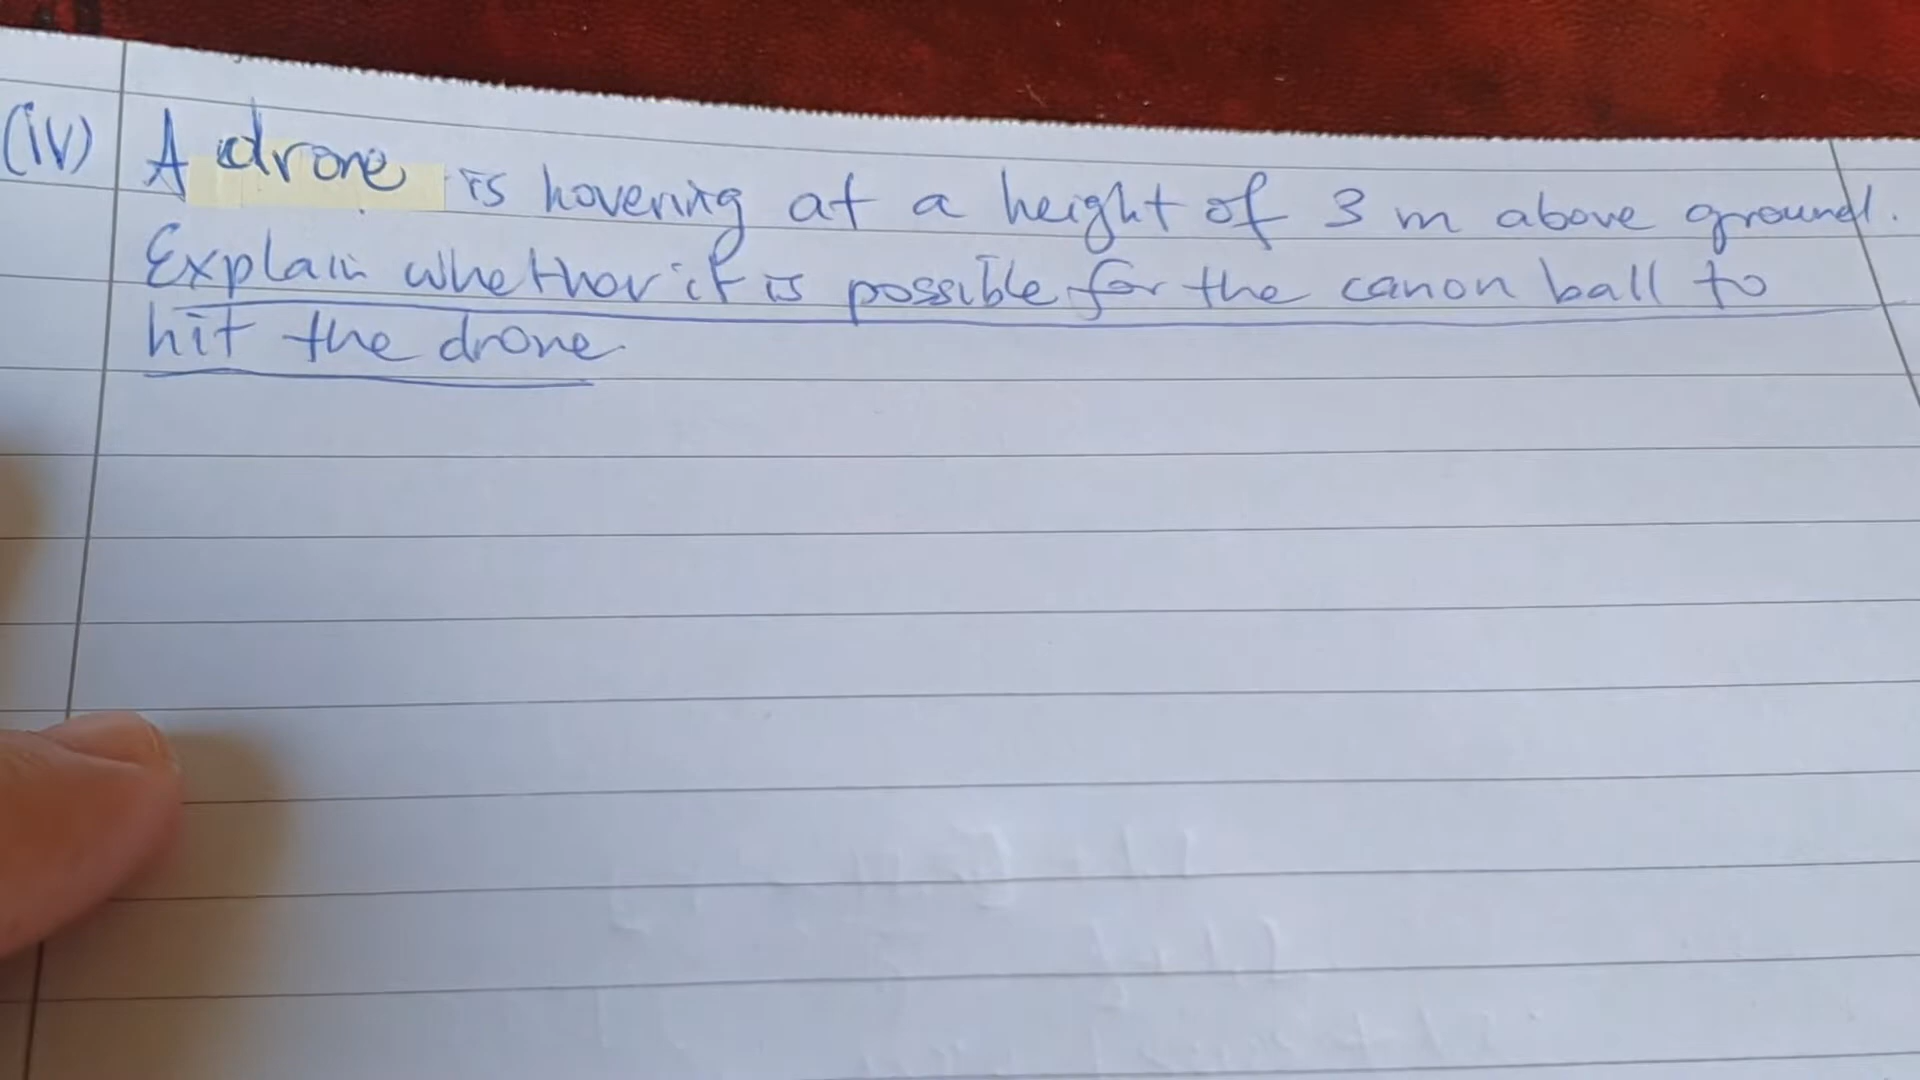 (iv) A drone is hovering at a height of 3 m above ground.
Explain whether it is possible for the canon ball to
hit the drone